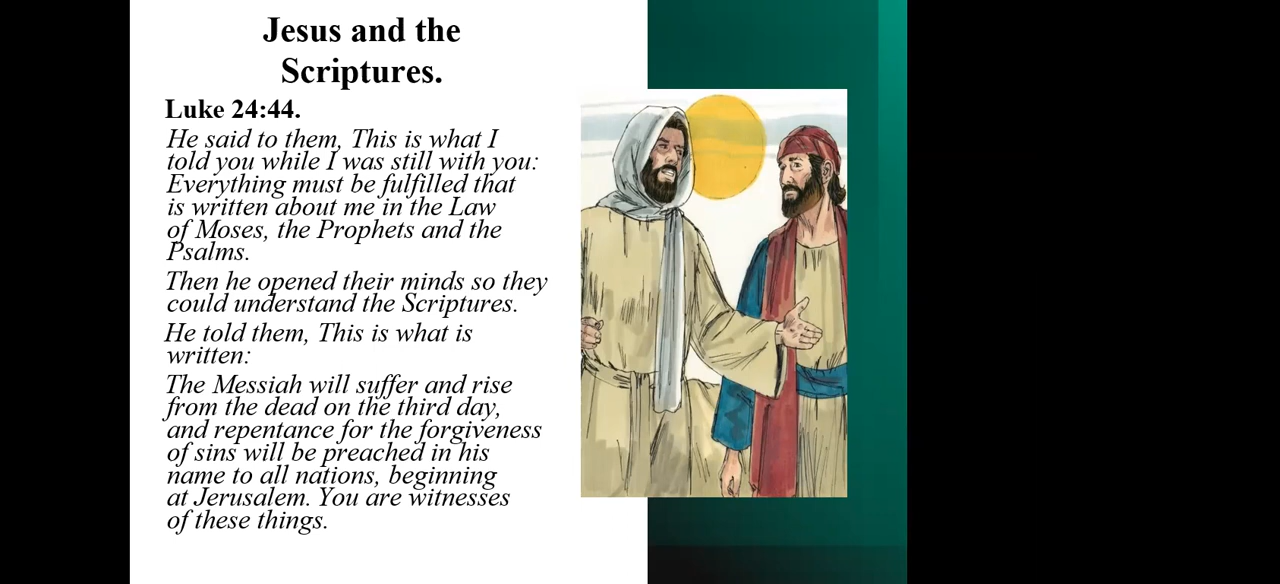 Jesus and the
Scriptures.
Luke 24:44.
He said to them, This is what I
told you while I was still with you:
Everything must be fulfilled that
is written about me in the Law
of Moses, the Prophets and the
Psalms.
Then he opened their minds so they
could understand the Scriptures.
He told them, This is what is
written:
The Messiah will suffer and rise
from the dead on the third day,
and repentance for the forgiveness
of sins will be preached in his
name to all nations, beginning
at Jerusalem. You are witnesses
of these things.